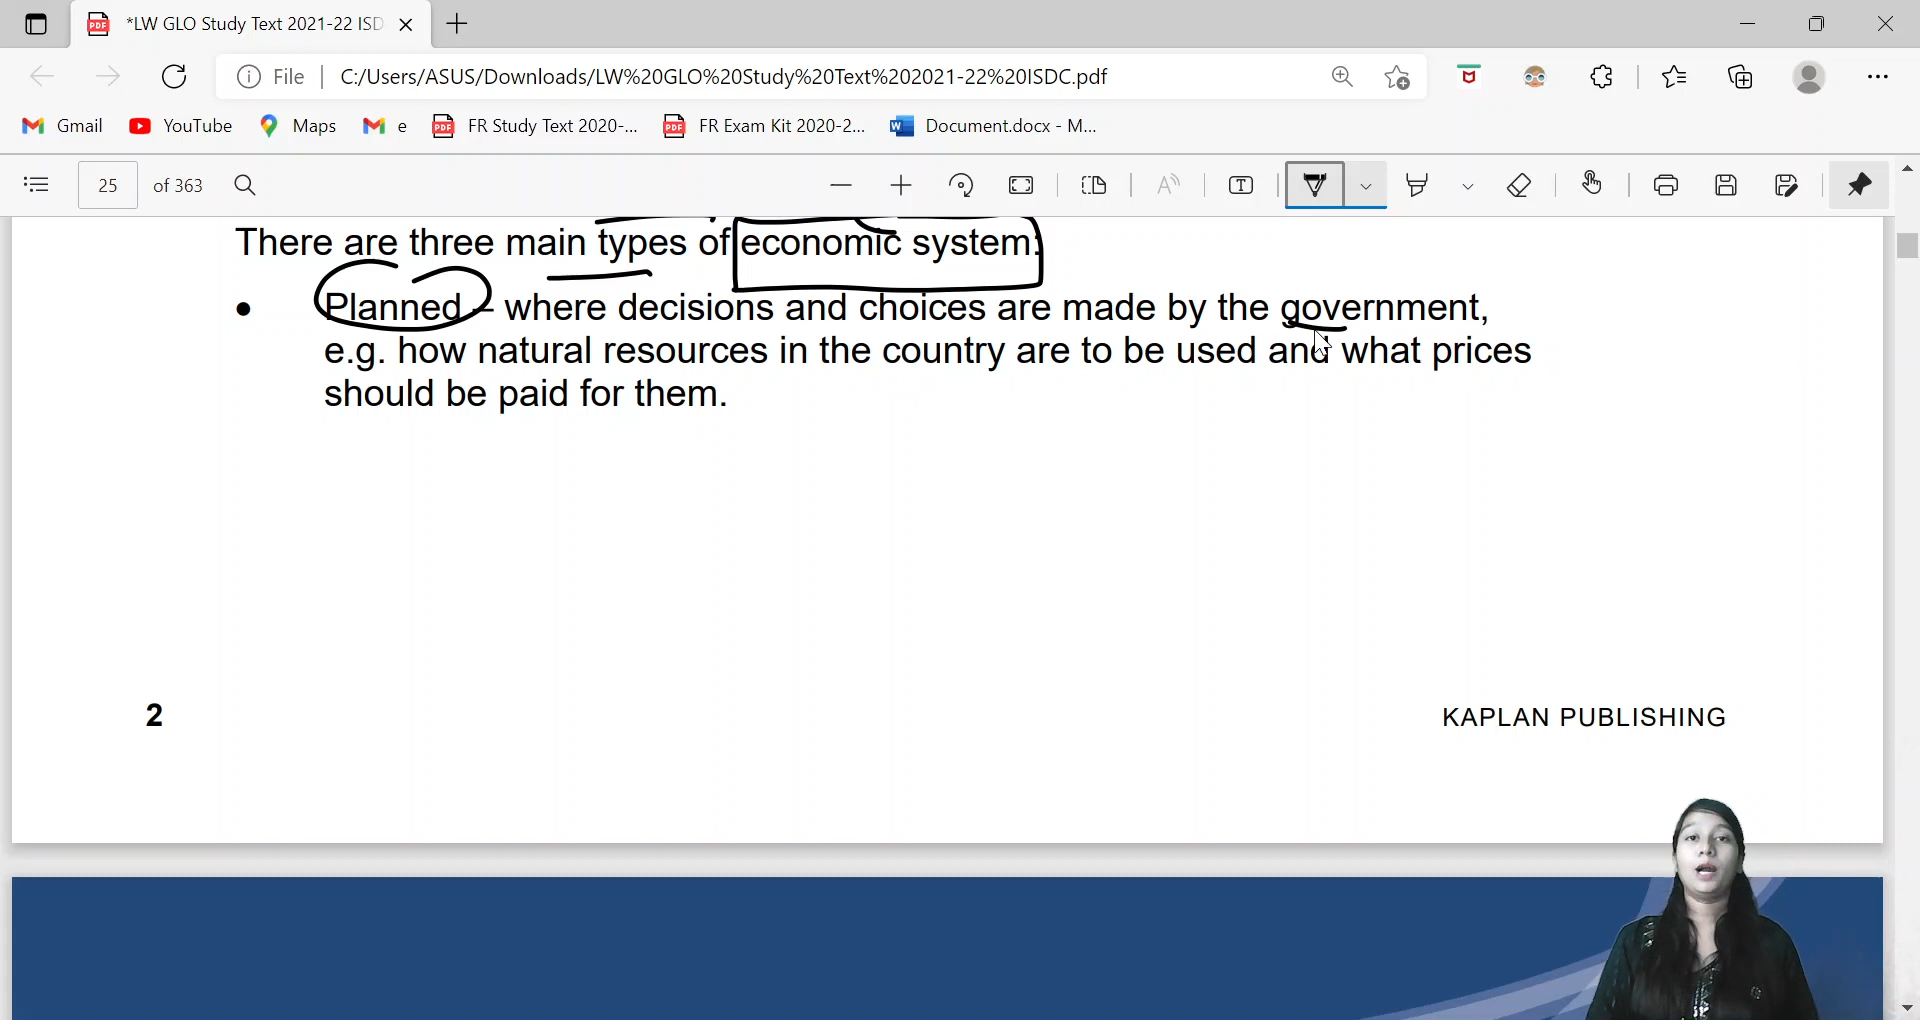 *LW GLO Study Text 2021-22 ISD
File
C:/Users/ASUS/Downloads/LW%20GLO%20Study%20Text%202021-22%20ISDC.pdf
Gmail YouTube Maps e FR Study Text 2020-... FR Exam Kit 2020-2... Document.docx - M...
25 of 363
There are three main types of economic system:
• Planned – where decisions and choices are made by the government,
e.g. how natural resources in the country are to be used and what prices
should be paid for them.
2 KAPLAN PUBLISHING